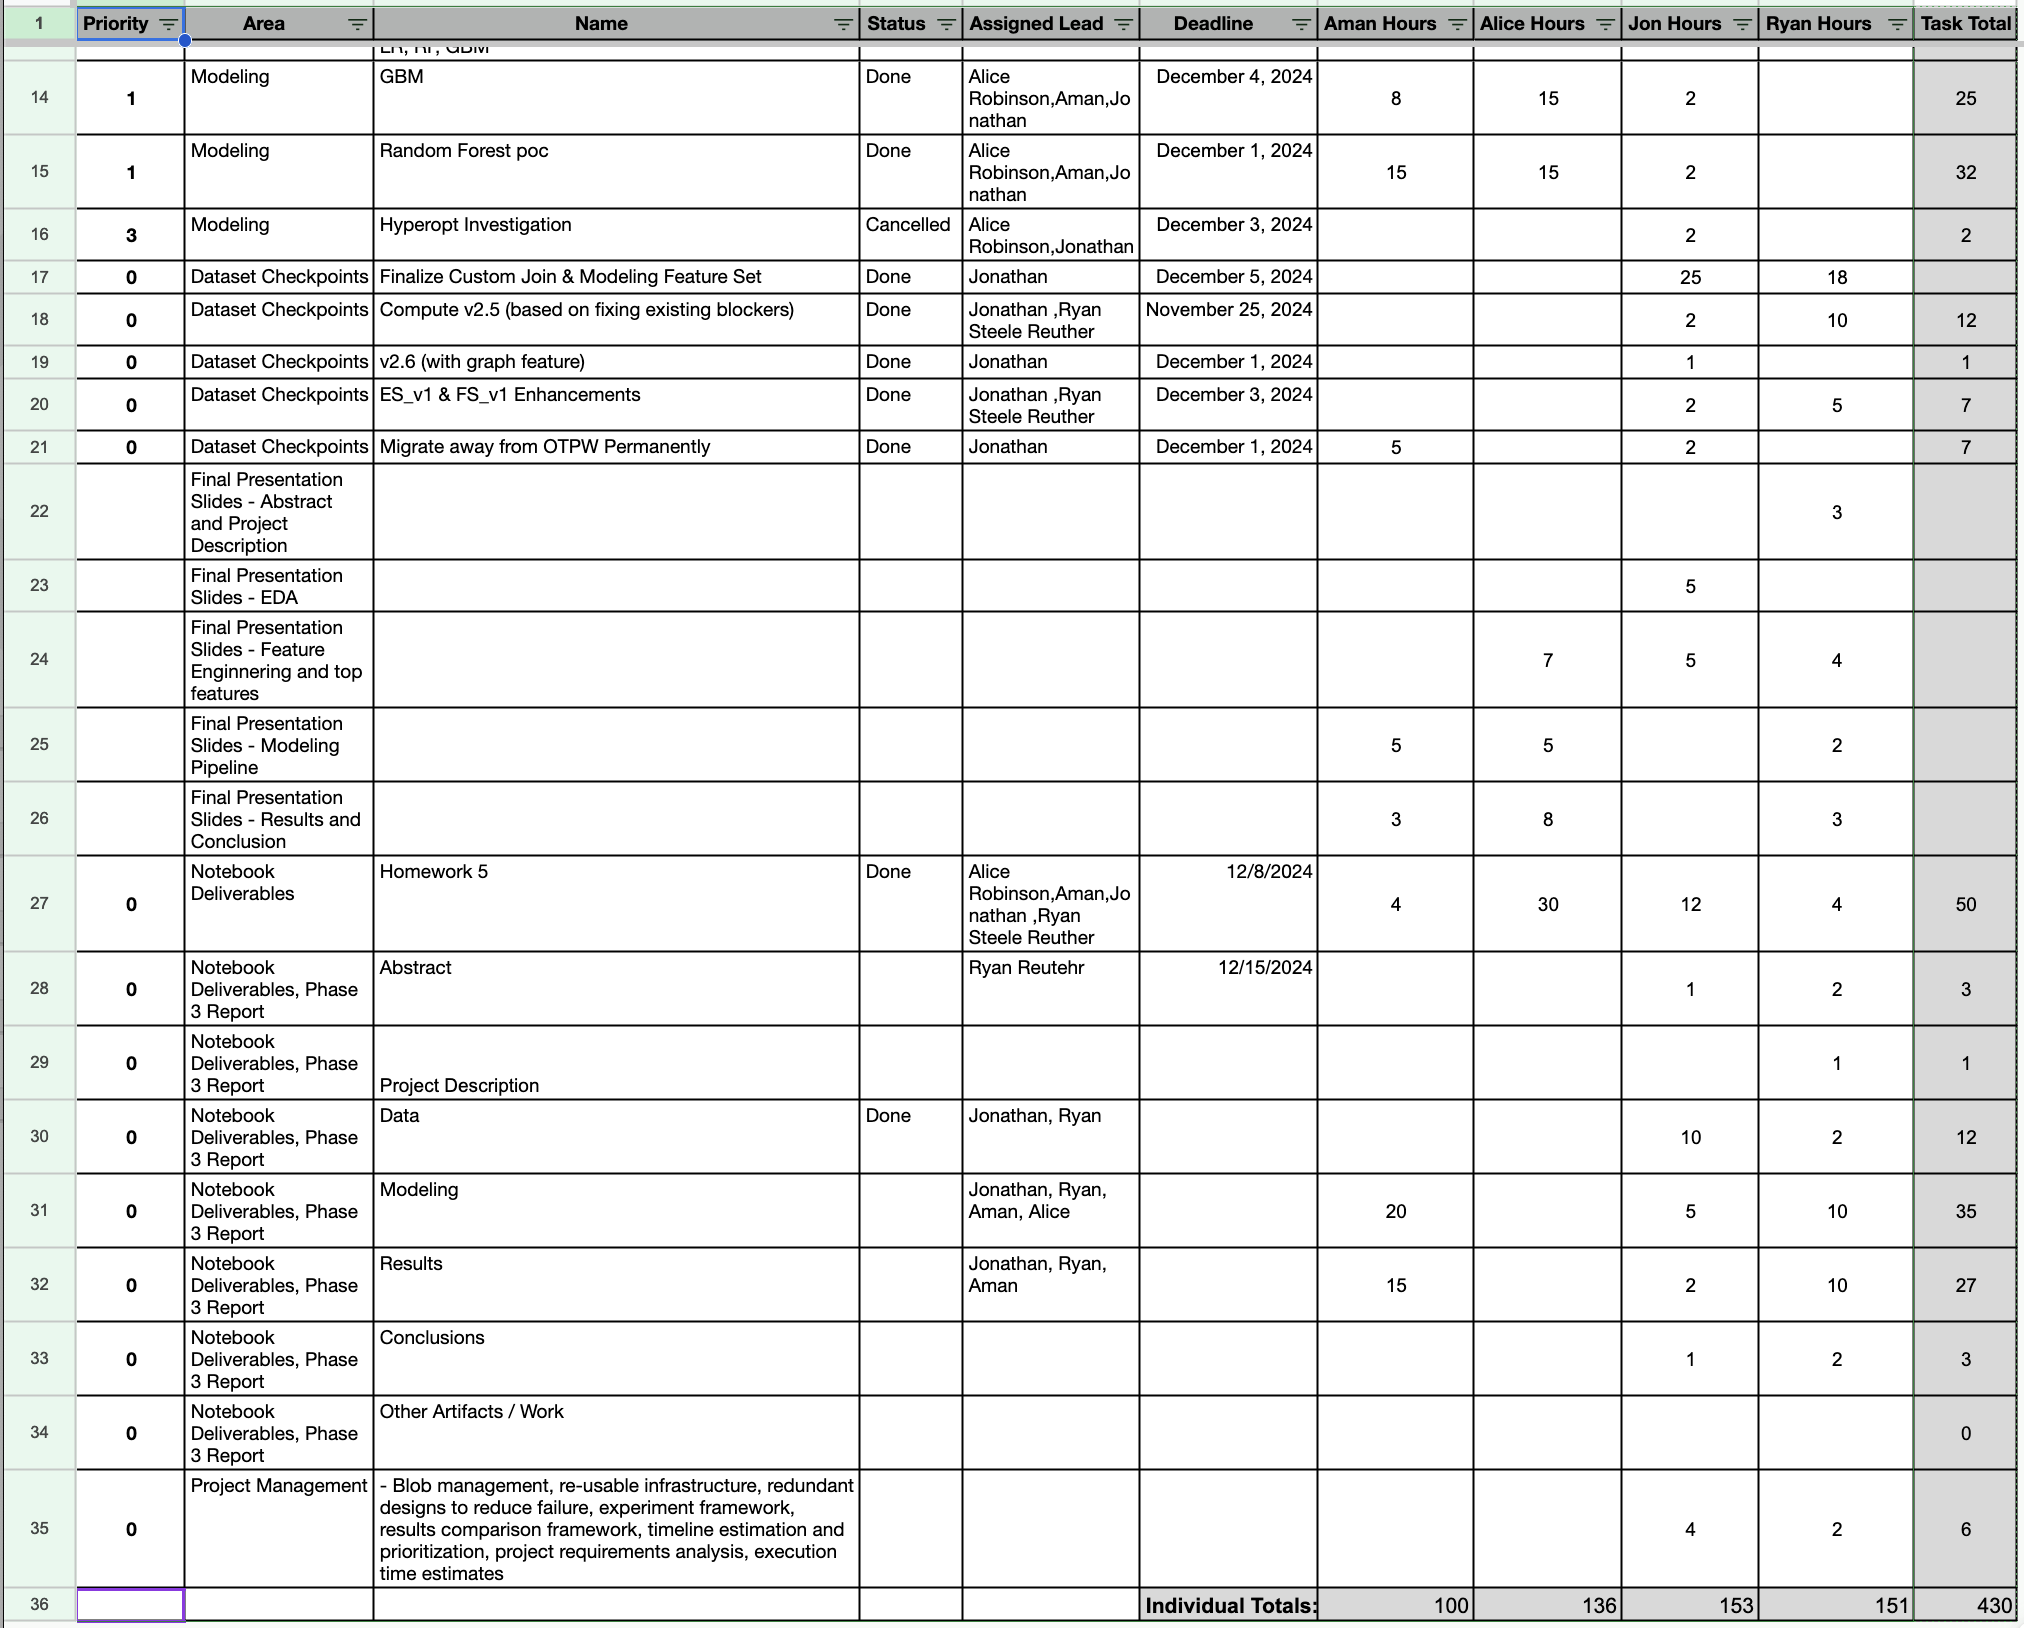 1 Priority Area Name Status Assigned Lead Deadline Aman Hours Alice Hours Jon Hours Ryan Hours Task Total
LR, RF, GBM
14 1 Modeling GBM Done Alice Robinson,Aman,Jo nathan December 4, 2024 8 15 2 25
15 1 Modeling Random Forest poc Done Alice Robinson,Aman,Jo nathan December 1, 2024 15 15 2 32
16 3 Modeling Hyperopt Investigation Cancelled Alice Robinson,Jonathan December 3, 2024 2 2
17 0 Dataset Checkpoints Finalize Custom Join & Modeling Feature Set Done Jonathan December 5, 2024 25 18
18 0 Dataset Checkpoints Compute v2.5 (based on fixing existing blockers) Done Jonathan ,Ryan Steele Reuther November 25, 2024 2 10 12
19 0 Dataset Checkpoints v2.6 (with graph feature) Done Jonathan December 1, 2024 1 1
20 0 Dataset Checkpoints ES_v1 & FS_v1 Enhancements Done Jonathan ,Ryan Steele Reuther December 3, 2024 2 5 7
21 0 Dataset Checkpoints Migrate away from OTPW Permanently Done Jonathan December 1, 2024 5 2 7
22 Final Presentation Slides - Abstract and Project Description 3
23 Final Presentation Slides - EDA 5
24 Final Presentation Slides - Feature Enginnering and top features 7 5 4
25 Final Presentation Slides - Modeling Pipeline 5 5 2
26 Final Presentation Slides - Results and Conclusion 3 8 3
27 0 Notebook Deliverables Homework 5 Done Alice Robinson,Aman,Jo nathan ,Ryan Steele Reuther 12/8/2024 4 30 12 4 50
28 0 Notebook Deliverables, Phase 3 Report Abstract Ryan Reutehr 12/15/2024 1 2 3
29 0 Notebook Deliverables, Phase 3 Report Project Description 1 1
30 0 Notebook Deliverables, Phase 3 Report Data Done Jonathan, Ryan 10 2 12
31 0 Notebook Deliverables, Phase 3 Report Modeling Jonathan, Ryan, Aman, Alice 20 5 10 35
32 0 Notebook Deliverables, Phase 3 Report Results Jonathan, Ryan, Aman 15 2 10 27
33 0 Notebook Deliverables, Phase 3 Report Conclusions 1 2 3
34 0 Notebook Deliverables, Phase 3 Report Other Artifacts / Work 0
35 0 Project Management - Blob management, re-usable infrastructure, redundant designs to reduce failure, experiment framework, results comparison framework, timeline estimation and prioritization, project requirements analysis, execution time estimates 4 2 6
36 Individual Totals: 100 136 153 151 430